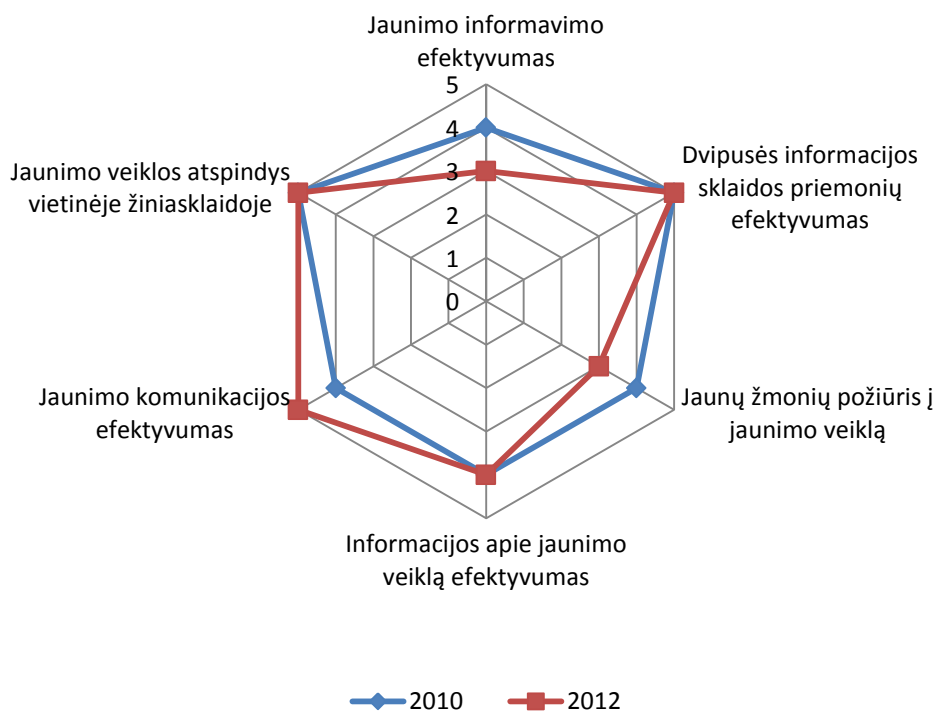 Jaunimo informavimo
efektyvumas
5
4
3
2
1
0
Dvipusės informacijos
sklaidos priemonių
efektyvumas
Jaunų žmonių požiūris į
jaunimo veiklą
Informacijos apie jaunimo
veiklą efektyvumas
Jaunimo komunikacijos
efektyvumas
Jaunimo veiklos atspindys
vietinėje žiniasklaidoje
2010
2012